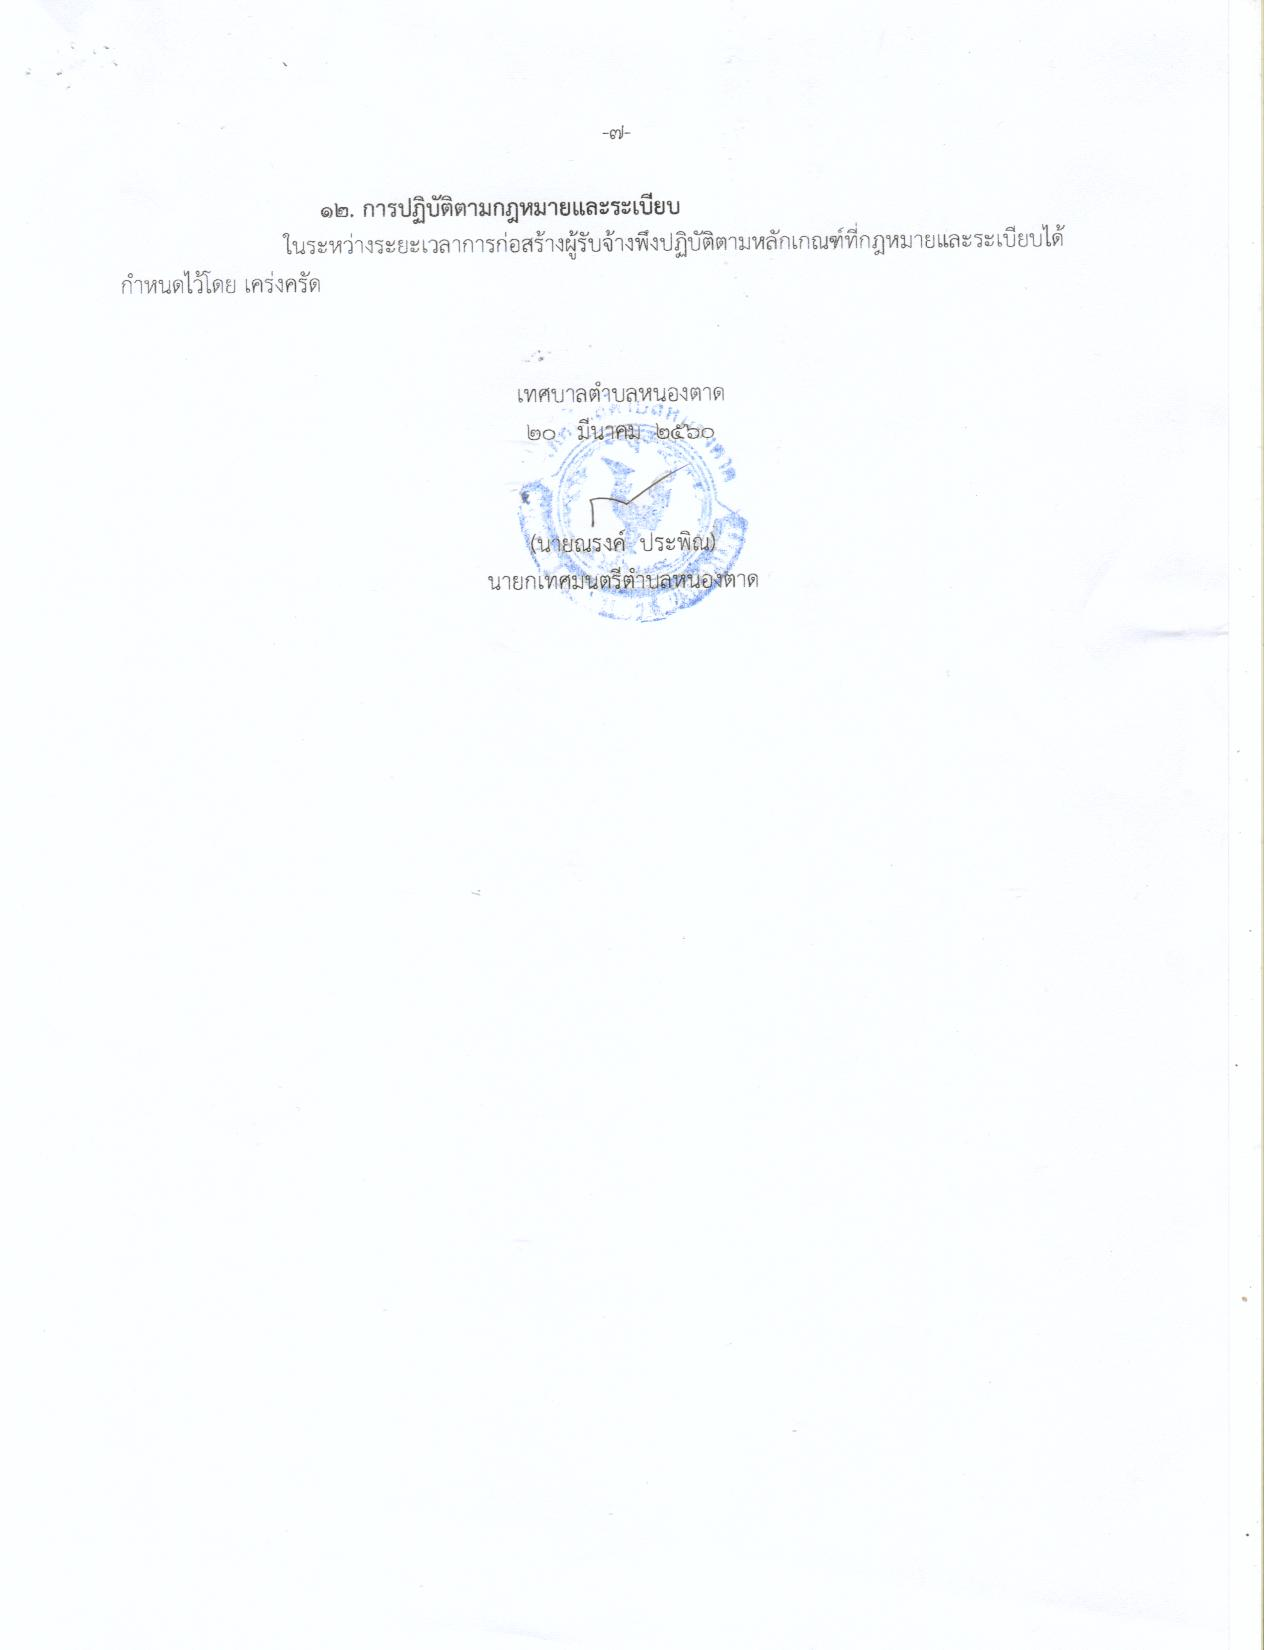 -๗-
๑๒. การปฏิบัติตามกฎหมายและระเบียบ
ในระหว่างระยะเวลาการก่อสร้างผู้รับจ้างพึงปฏิบัติตามหลักเกณฑ์ที่กฎหมายและระเบียบได้
กำหนดไว้โดย เคร่งครัด
เทศบาลตำบลหนองตาด
๒๐ มีนาคม ๒๕๖๐
(นายณรงค์ ประพิณ)
นายกเทศมนตรีตำบลหนองตาด